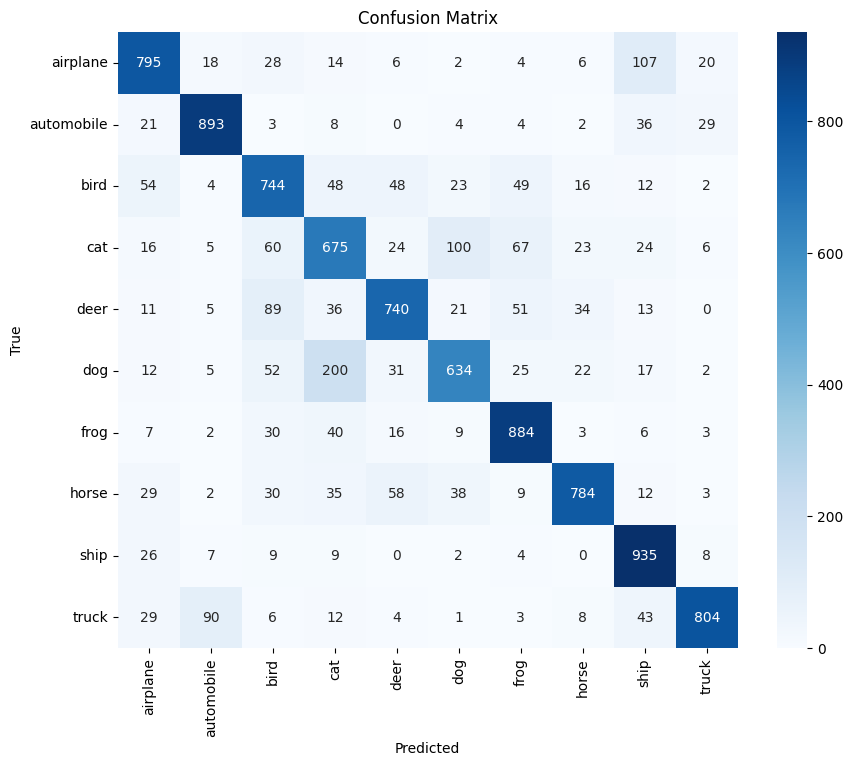 Confusion Matrix
True
airplane 795 18 28 14 6 2 4 6 107 20
automobile 21 893 3 8 0 4 4 2 36 29
bird 54 4 744 48 48 23 49 16 12 2
cat 16 5 60 675 24 100 67 23 24 6
deer 11 5 89 36 740 21 51 34 13 0
dog 12 5 52 200 31 634 25 22 17 2
frog 7 2 30 40 16 9 884 3 6 3
horse 29 2 30 35 58 38 9 784 12 3
ship 26 7 9 9 0 2 4 0 935 8
truck 29 90 6 12 4 1 3 8 43 804
airplane automobile bird cat deer dog frog horse ship truck
Predicted
800
600
400
200
0